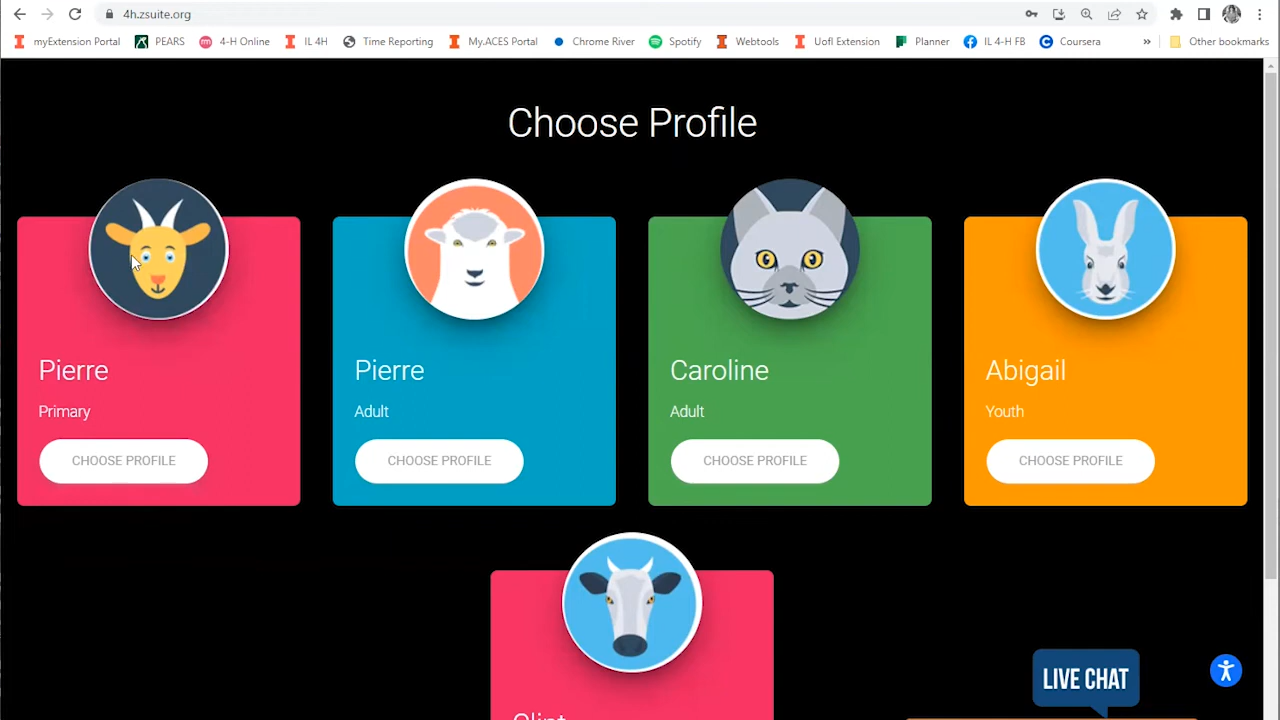 4h.zsuite.org
myExtension Portal PEARS 4-H Online IL 4H Time Reporting My.ACES Portal Chrome River Spotify Webtools UofI Extension Planner IL 4-H FB Coursera » Other bookmarks
Choose Profile
Pierre
Primary
CHOOSE PROFILE
Pierre
Adult
CHOOSE PROFILE
Caroline
Adult
CHOOSE PROFILE
Abigail
Youth
CHOOSE PROFILE
LIVE CHAT